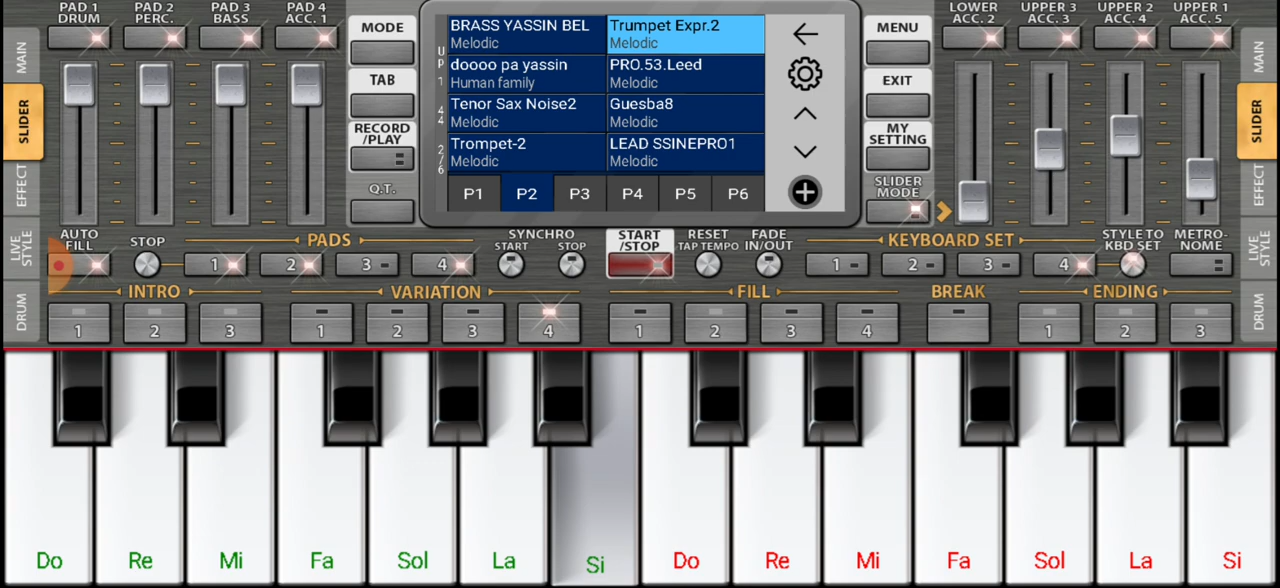 PAD 1
DRUM
PAD 2
PERC.
PAD 3
BASS
PAD 4
ACC. 1
MAIN
SLIDER
EFFECT
LIVE
STYLE
DRUM
MODE
TAB
RECORD
/PLAY
Q.T.
BRASS YASSIN BEL
Melodic
Trumpet Expr.2
Melodic
doooo pa yassin
Human family
PRO.53.Leed
Melodic
Tenor Sax Noise2
Melodic
Guesba8
Melodic
Trompet-2
Melodic
LEAD SSINEPRO1
Melodic
P1 P2 P3 P4 P5 P6
MENU
EXIT
MY
SETTING
SLIDER
MODE
LOWER
ACC. 2
UPPER 3
ACC. 3
UPPER 2
ACC. 4
UPPER 1
ACC. 5
MAIN
SLIDER
EFFECT
LIVE
STYLE
DRUM
AUTO
FILL
STOP
PADS
1 2 3 4
SYNCHRO
START STOP
START
/STOP
RESET
TAP TEMPO
FADE
IN/OUT
KEYBOARD SET
1 2 3 4
STYLE TO
KBD SET
METRO-
NOME
INTRO
1 2 3
VARIATION
1 2 3 4
FILL
1 2 3 4
BREAK
ENDING
1 2 3
Do Re Mi Fa Sol La Si Do Re Mi Fa Sol La Si